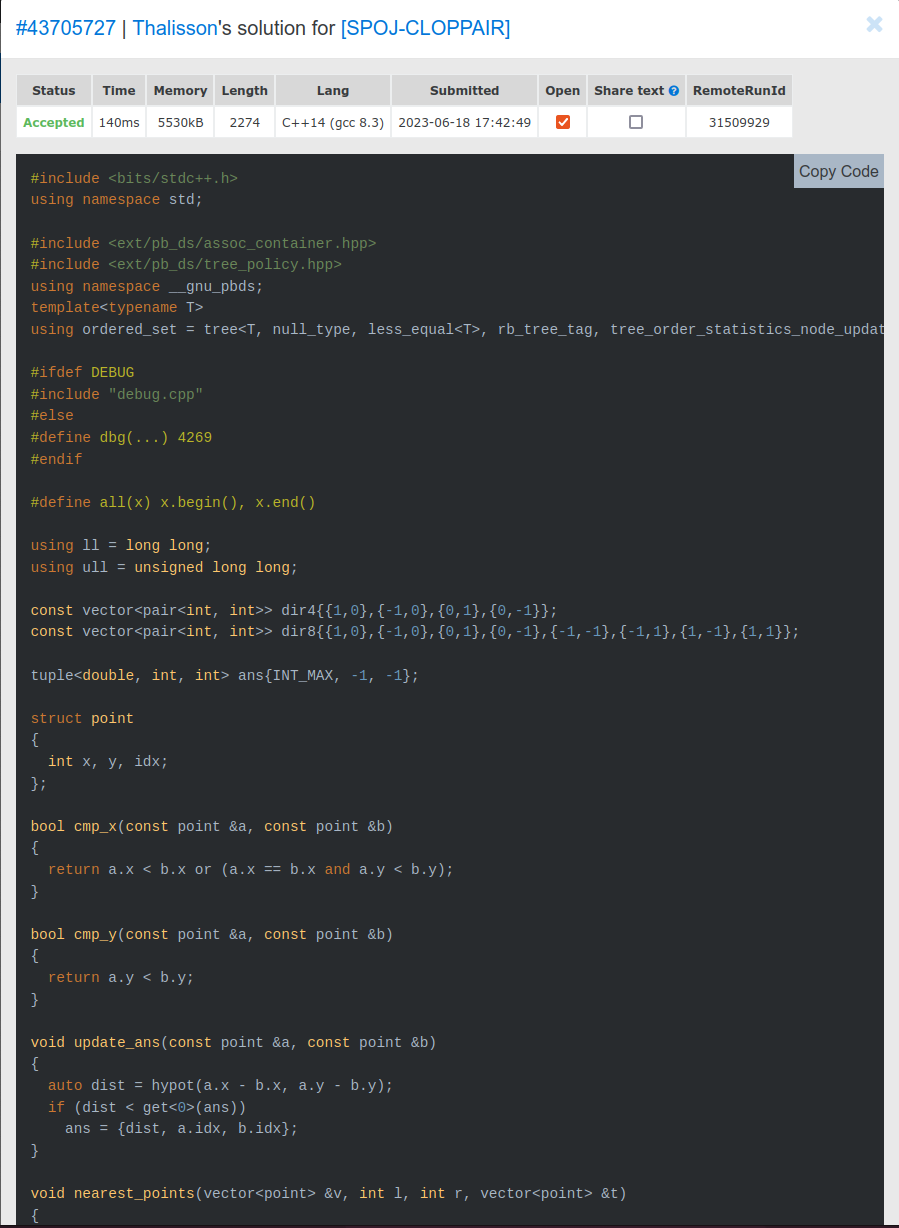 #43705727 | Thalisson's solution for [SPOJ-CLOPPAIR]
Status Time Memory Length Lang Submitted Open Share text RemoteRunId
Accepted 140ms 5530kB 2274 C++14 (gcc 8.3) 2023-06-18 17:42:49 31509929
Copy Code
#include <bits/stdc++.h>
using namespace std;
#include <ext/pb_ds/assoc_container.hpp>
#include <ext/pb_ds/tree_policy.hpp>
using namespace __gnu_pbds;
template<typename T>
using ordered_set = tree<T, null_type, less_equal<T>, rb_tree_tag, tree_order_statistics_node_updat
#ifdef DEBUG
#include "debug.cpp"
#else
#define dbg(...) 4269
#endif
#define all(x) x.begin(), x.end()
using ll = long long;
using ull = unsigned long long;
const vector<pair<int, int>> dir4{{1,0},{-1,0},{0,1},{0,-1}};
const vector<pair<int, int>> dir8{{1,0},{-1,0},{0,1},{0,-1},{-1,-1},{-1,1},{1,-1},{1,1}};
tuple<double, int, int> ans{INT_MAX, -1, -1};
struct point
{
  int x, y, idx;
};
bool cmp_x(const point &a, const point &b)
{
  return a.x < b.x or (a.x == b.x and a.y < b.y);
}
bool cmp_y(const point &a, const point &b)
{
  return a.y < b.y;
}
void update_ans(const point &a, const point &b)
{
  auto dist = hypot(a.x - b.x, a.y - b.y);
  if (dist < get<0>(ans))
    ans = {dist, a.idx, b.idx};
}
void nearest_points(vector<point> &v, int l, int r, vector<point> &t)
{